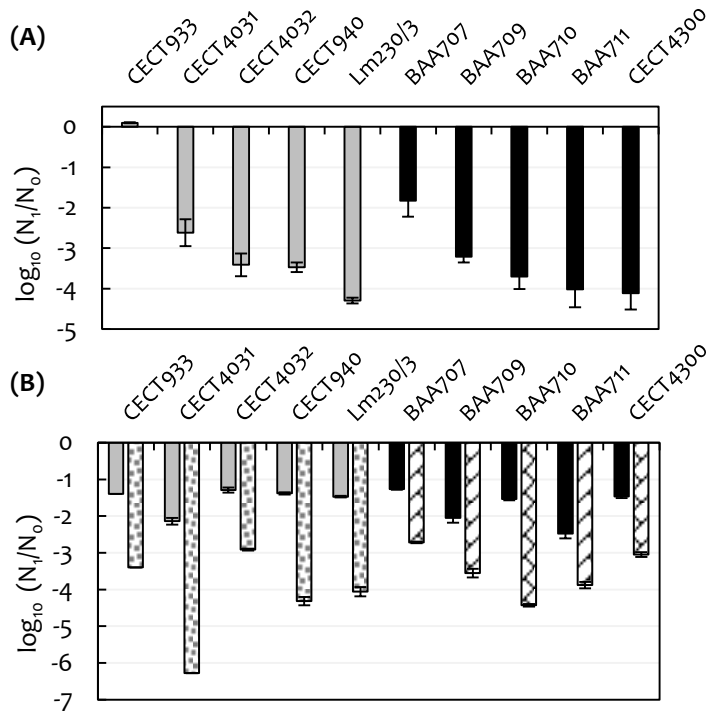 (A)
CECT933
CECT4031
CECT4032
CECT940
Lm230/3
BAA707
BAA709
BAA710
BAA711
CECT4300
0
-1
-2
-3
-4
-5
log₁₀ (N₁/N₀)
(B)
CECT933
CECT4031
CECT4032
CECT940
Lm230/3
BAA707
BAA709
BAA710
BAA711
CECT4300
0
-1
-2
-3
-4
-5
-6
-7
log₁₀ (N₁/N₀)